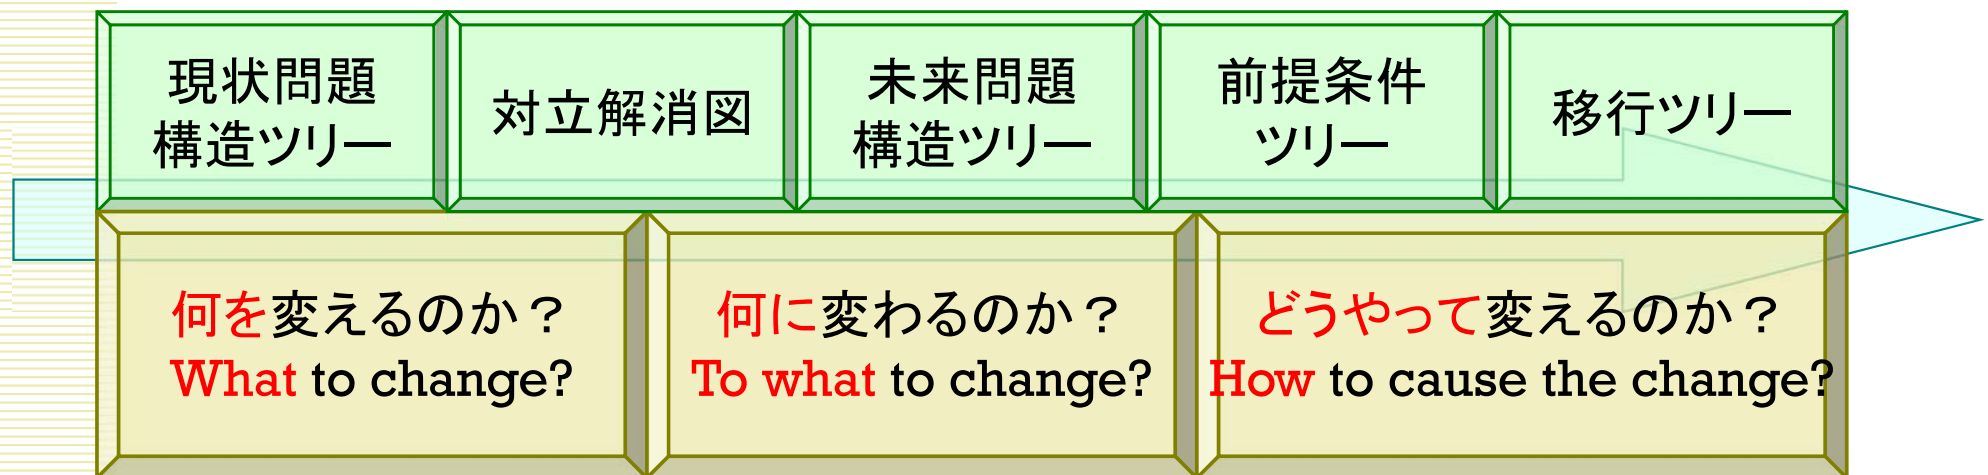 現状問題
構造ツリー
対立解消図
未来問題
構造ツリー
前提条件
ツリー
移行ツリー
何を変えるのか？
What to change?
何に変わるのか？
To what to change?
どうやって変えるのか？
How to cause the change?